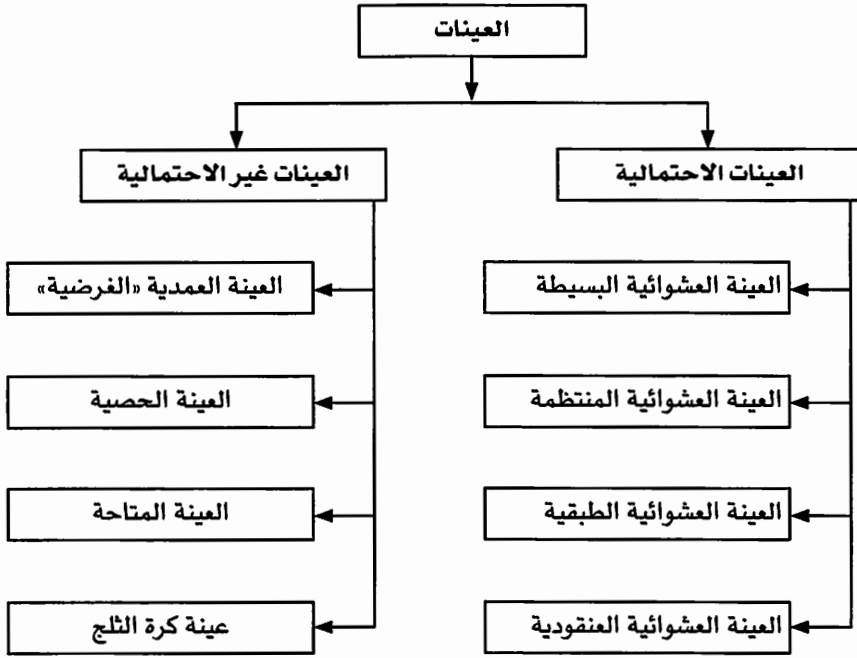 العينات
العينات الاحتمالية
العينة العشوائية البسيطة
العينة العشوائية المنتظمة
العينة العشوائية الطبقية
العينة العشوائية العنقودية
العينات غير الاحتمالية
العينة العمدية «الغرضية»
العينة الحصية
العينة المتاحة
عينة كرة الثلج